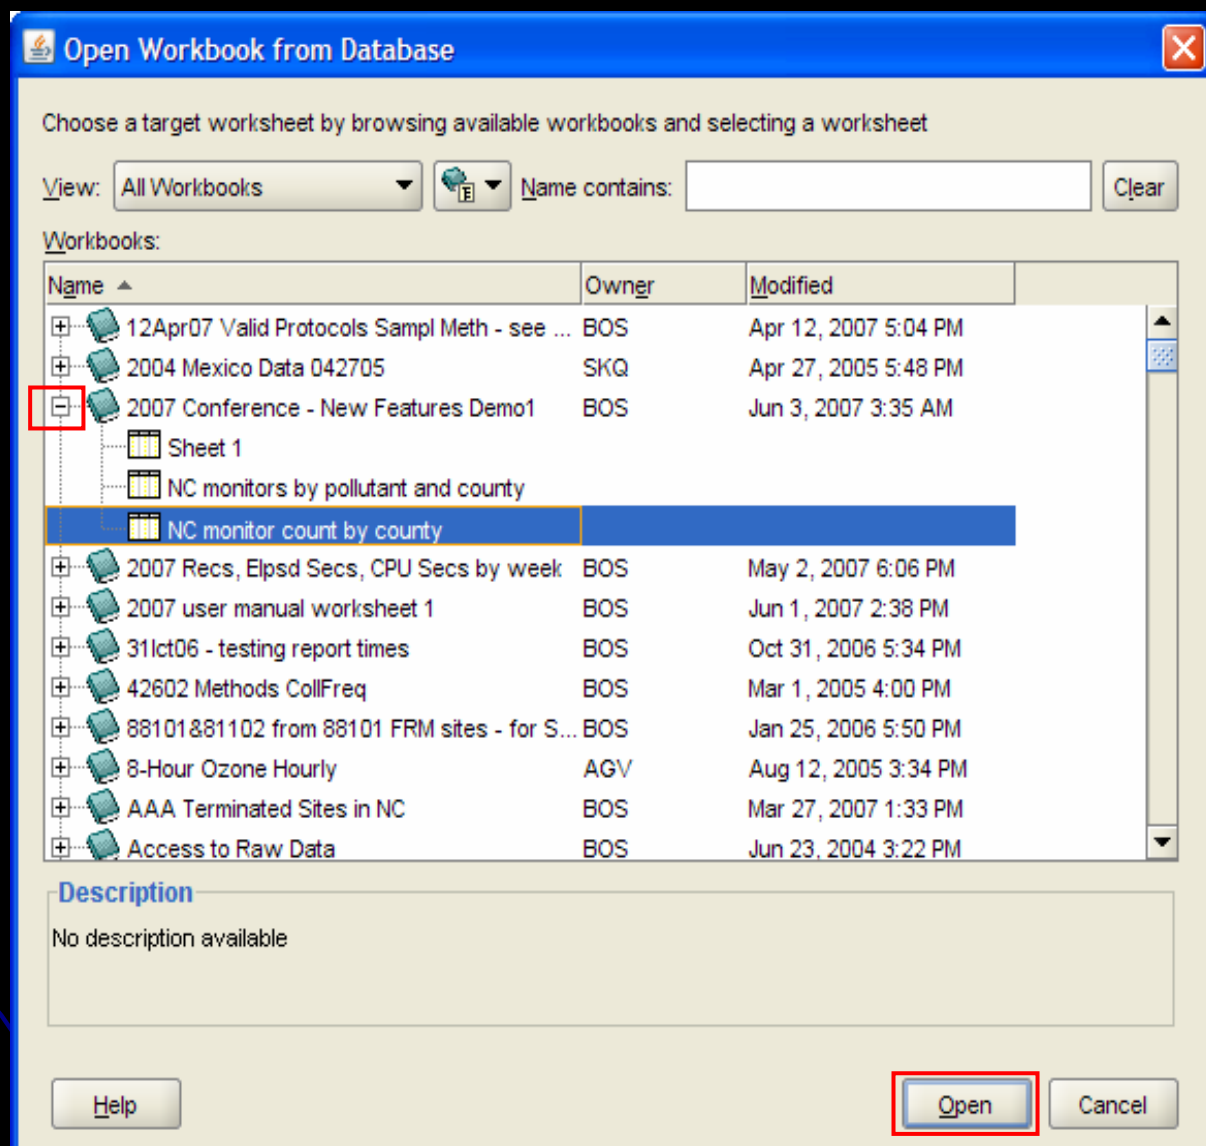 Open Workbook from Database
Choose a target worksheet by browsing available workbooks and selecting a worksheet
View: All Workbooks E Name contains: Clear
Workbooks:
Name Owner Modified
12Apr07 Valid Protocols Sampl Meth - see ... BOS Apr 12, 2007 5:04 PM
2004 Mexico Data 042705 SKQ Apr 27, 2005 5:48 PM
2007 Conference - New Features Demo1 BOS Jun 3, 2007 3:35 AM
Sheet 1
NC monitors by pollutant and county
NC monitor count by county
2007 Recs, Elpsd Secs, CPU Secs by week BOS May 2, 2007 6:06 PM
2007 user manual worksheet 1 BOS Jun 1, 2007 2:38 PM
31Ict06 - testing report times BOS Oct 31, 2006 5:34 PM
42602 Methods CollFreq BOS Mar 1, 2005 4:00 PM
88101&81102 from 88101 FRM sites - for S... BOS Jan 25, 2006 5:50 PM
8-Hour Ozone Hourly AGV Aug 12, 2005 3:34 PM
AAA Terminated Sites in NC BOS Mar 27, 2007 1:33 PM
Access to Raw Data BOS Jun 23, 2004 3:22 PM
Description
No description available
Help Open Cancel